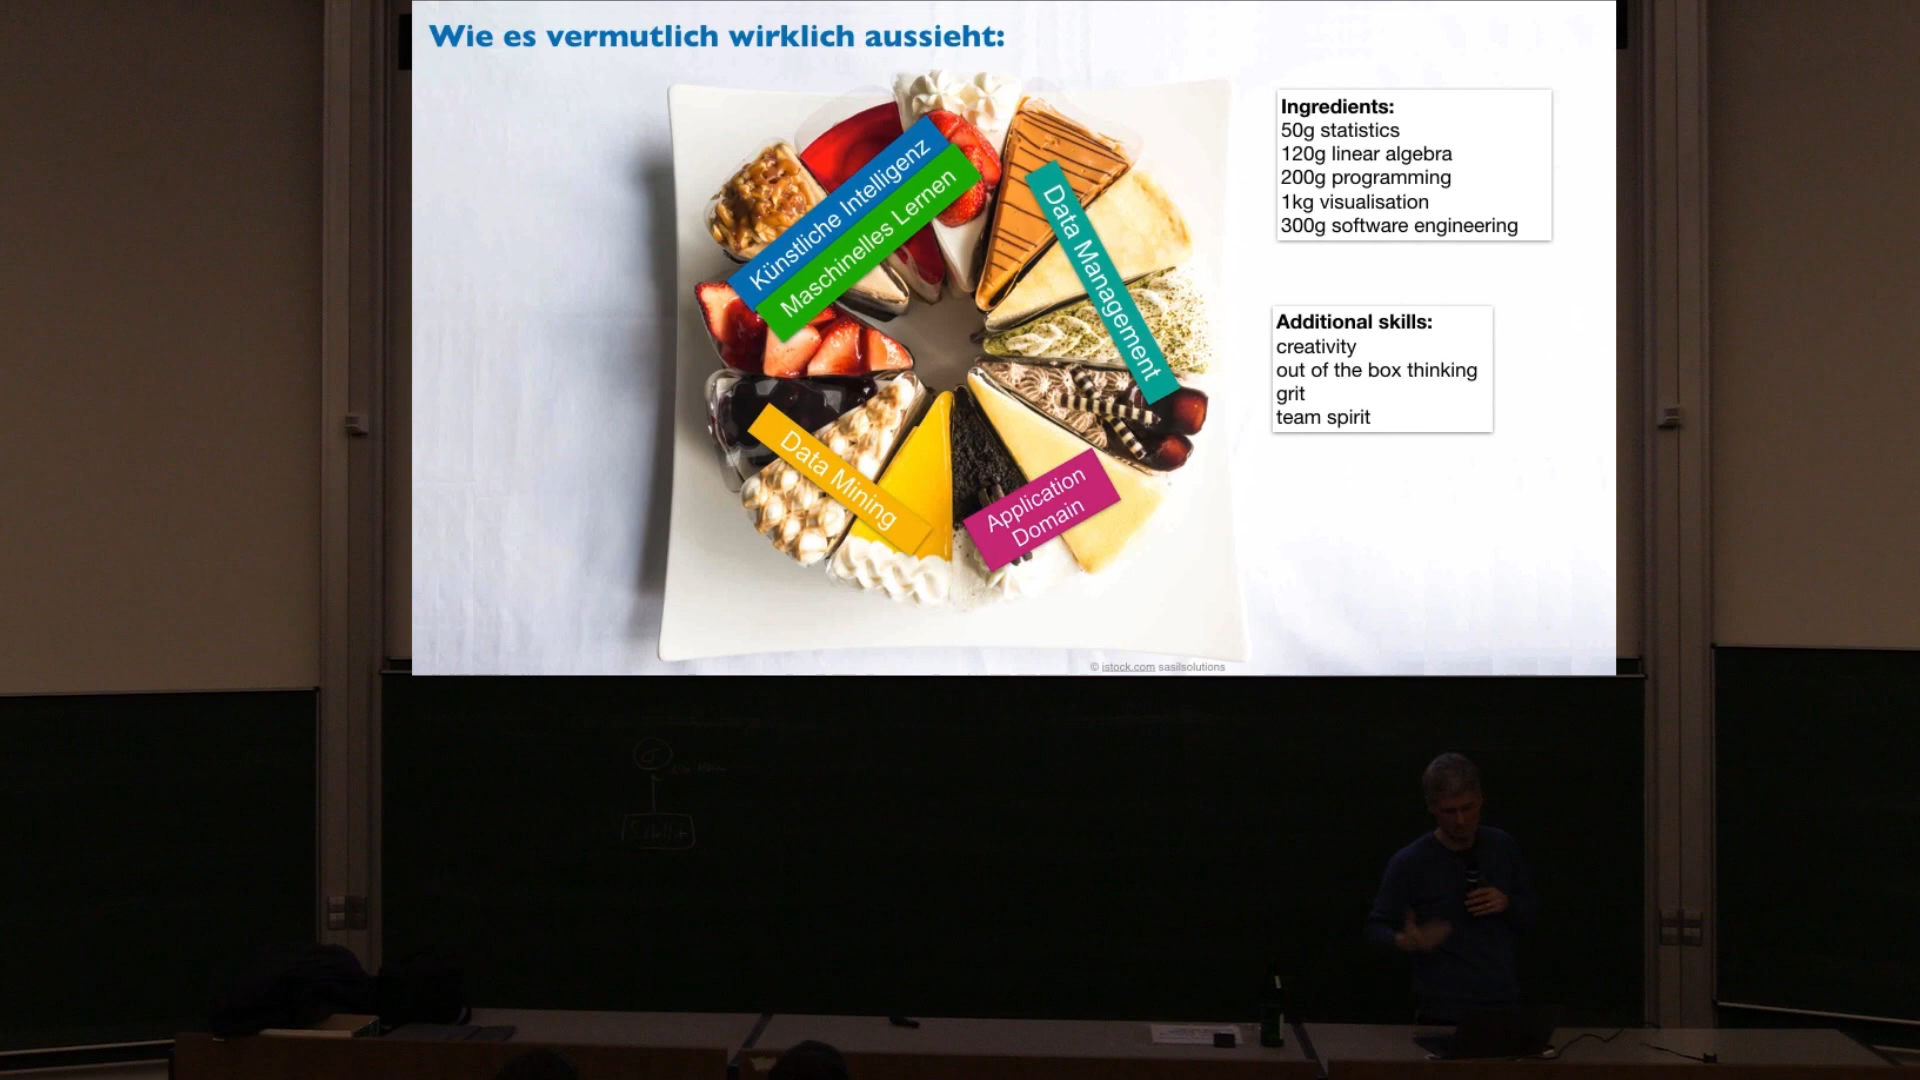 Wie es vermutlich wirklich aussieht:
Künstliche Intelligenz
Maschinelles Lernen
Data Management
Data Mining
Application
Domain
Ingredients:
50g statistics
120g linear algebra
200g programming
1kg visualisation
300g software engineering
Additional skills:
creativity
out of the box thinking
grit
team spirit
© istock.com sasilsolutions